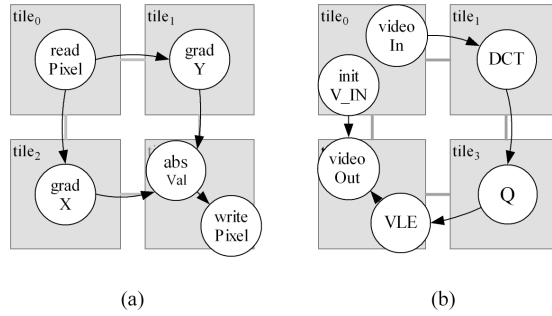 tile0
read
Pixel
tile1
grad
Y
tile2
grad
X
abs
Val
write
Pixel
(a)
tile0
video
In
init
V_IN
tile1
DCT
video
Out
VLE
tile3
Q
(b)